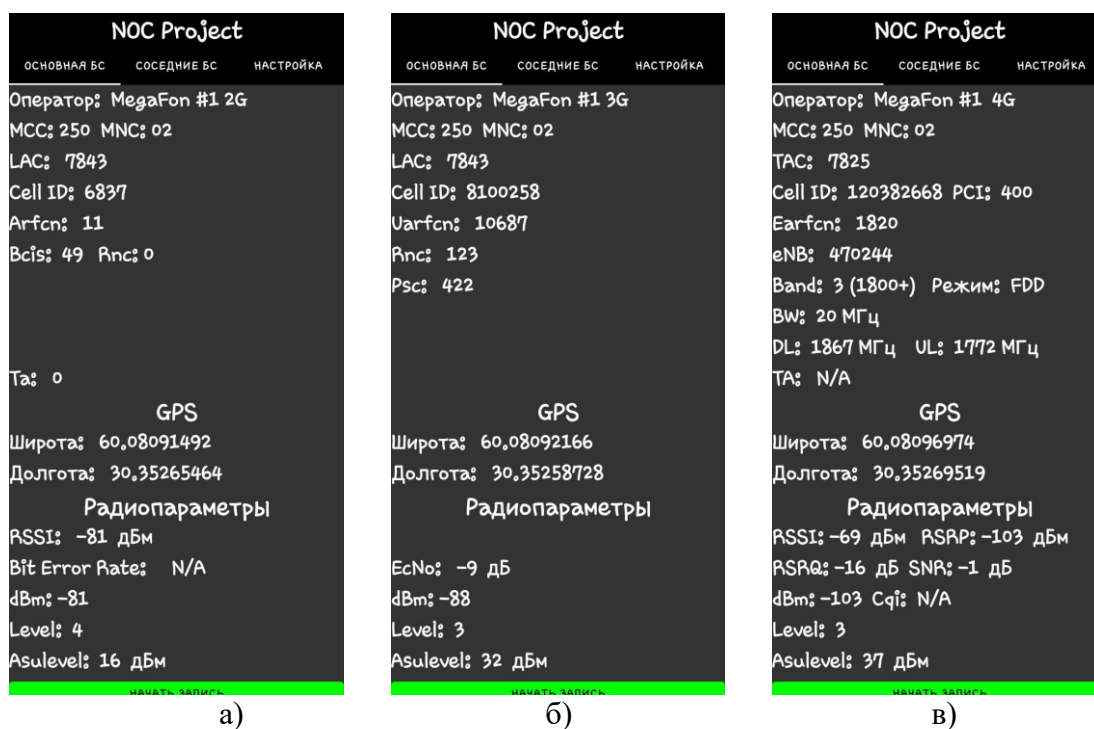 NOC Project
ОСНОВНАЯ БС СОСЕДНИЕ БС НАСТРОЙКА
Оператор: MegaFon #1 2G
MCC: 250 MNC: 02
LAC: 7843
Cell ID: 6837
Arfcn: 11
Bcis: 49 Rnc: 0
Ta: 0
GPS
Широта: 60.08091492
Долгота: 30.35265464
Радиопараметры
RSSI: -81 дБм
Bit Error Rate: N/A
dBm: -81
Level: 4
Asulevel: 16 дБм
НАЧАТЬ ЗАПИСЬ
а)
NOC Project
ОСНОВНАЯ БС СОСЕДНИЕ БС НАСТРОЙКА
Оператор: MegaFon #1 3G
MCC: 250 MNC: 02
LAC: 7843
Cell ID: 8100258
Uarfcn: 10687
Rnc: 123
Psc: 422
GPS
Широта: 60.08092166
Долгота: 30.35258728
Радиопараметры
EcNo: -9 дБ
dBm: -88
Level: 3
Asulevel: 32 дБм
НАЧАТЬ ЗАПИСЬ
б)
NOC Project
ОСНОВНАЯ БС СОСЕДНИЕ БС НАСТРОЙКА
Оператор: MegaFon #1 4G
MCC: 250 MNC: 02
TAC: 7825
Cell ID: 120382668 PCI: 400
Earfcn: 1820
eNB: 470244
Band: 3 (1800+) Режим: FDD
BW: 20 МГц
DL: 1867 МГц UL: 1772 МГц
TA: N/A
GPS
Широта: 60.08096974
Долгота: 30.35269519
Радиопараметры
RSSI: -69 дБм RSRP: -103 дБм
RSRQ: -16 дБ SNR: -1 дБ
dBm: -103 Cqi: N/A
Level: 3
Asulevel: 37 дБм
НАЧАТЬ ЗАПИСЬ
в)